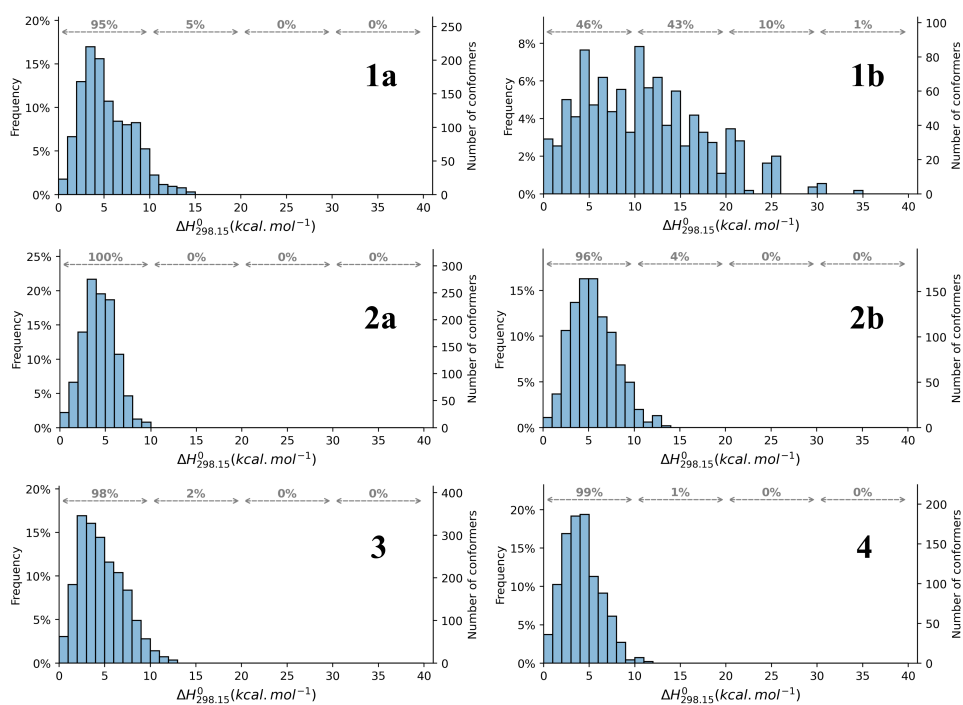 95% 5% 0% 0%
20%
15%
10%
5%
0%
Frequency
1a
250
200
150
100
50
0
Number of conformers
0 5 10 15 20 25 30 35 40
ΔH⁰298.15(kcal.mol⁻¹)
46% 43% 10% 1%
8%
6%
4%
2%
0%
Frequency
1b
100
80
60
40
20
0
Number of conformers
0 5 10 15 20 25 30 35 40
ΔH⁰298.15(kcal.mol⁻¹)
100% 0% 0% 0%
25%
20%
15%
10%
5%
0%
Frequency
2a
300
250
200
150
100
50
0
Number of conformers
0 5 10 15 20 25 30 35 40
ΔH⁰298.15(kcal.mol⁻¹)
96% 4% 0% 0%
15%
10%
5%
0%
Frequency
2b
150
100
50
0
Number of conformers
0 5 10 15 20 25 30 35 40
ΔH⁰298.15(kcal.mol⁻¹)
98% 2% 0% 0%
20%
15%
10%
5%
0%
Frequency
3
400
300
200
100
0
Number of conformers
0 5 10 15 20 25 30 35 40
ΔH⁰298.15(kcal.mol⁻¹)
99% 1% 0% 0%
20%
15%
10%
5%
0%
Frequency
4
200
150
100
50
0
Number of conformers
0 5 10 15 20 25 30 35 40
ΔH⁰298.15(kcal.mol⁻¹)